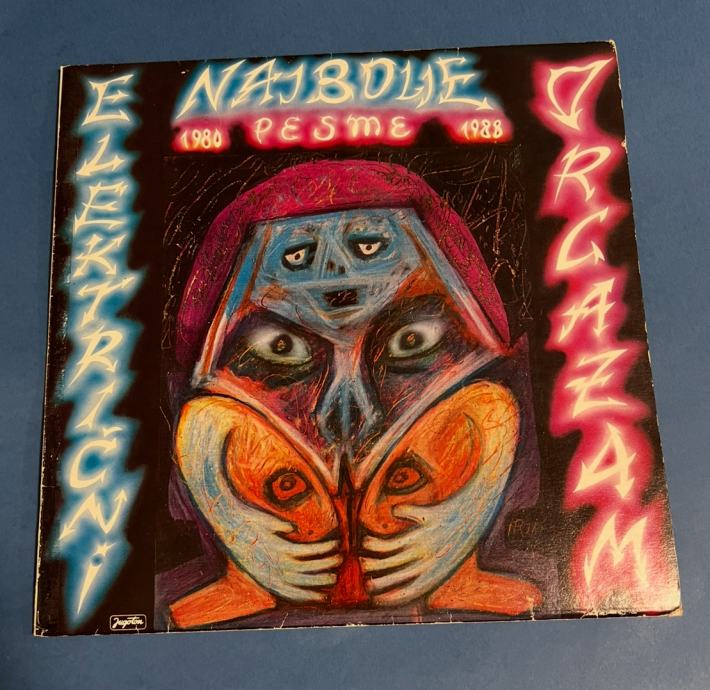 ELEKTRIČNI
ORGAZAM
NAJBOLJE
1980 PESME 1988
Jugoton